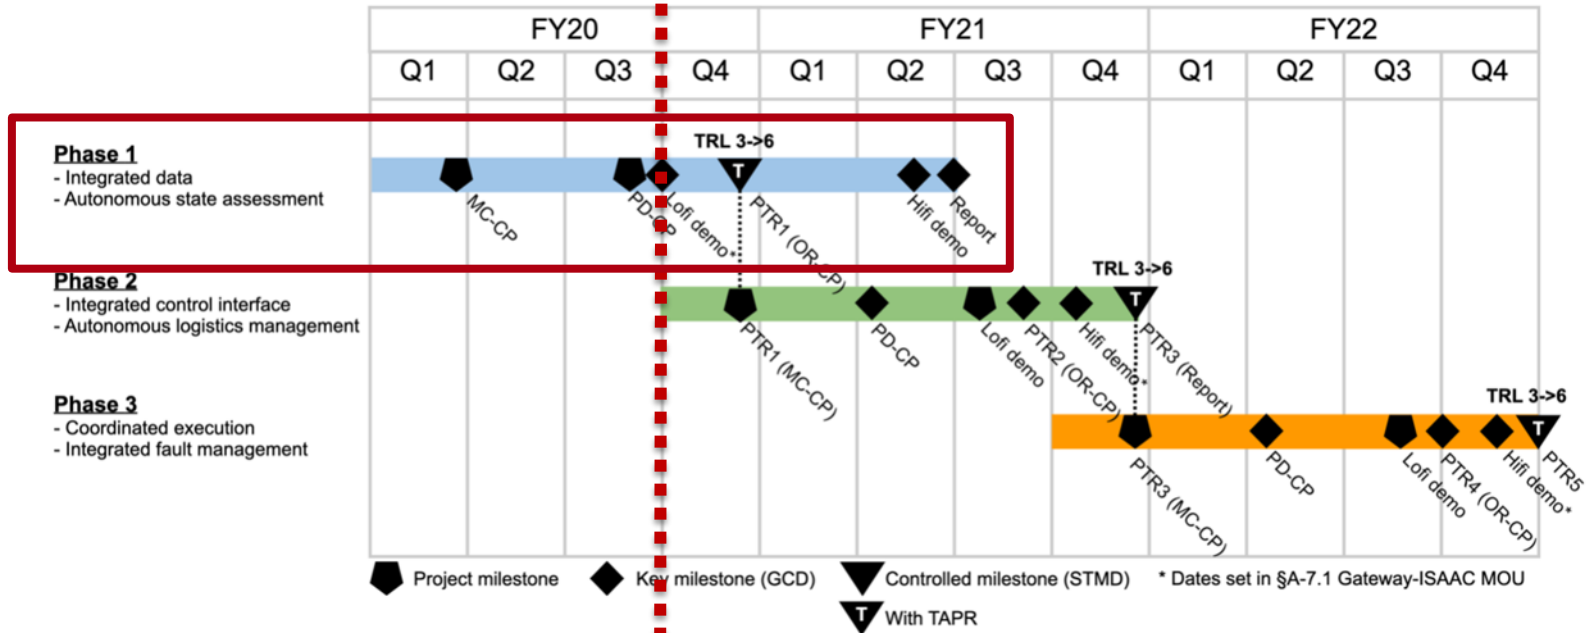 FY20 FY21 FY22
Q1 Q2 Q3 Q4 Q1 Q2 Q3 Q4 Q1 Q2 Q3 Q4
Phase 1
- Integrated data
- Autonomous state assessment
TRL 3->6
T
MC-CP
PD-CP
Lofi demo*
PTR1 (OR-CP)
Hifi demo
Report
Phase 2
- Integrated control interface
- Autonomous logistics management
TRL 3->6
T
PTR1 (MC-CP)
PD-CP
Lofi demo
PTR2 (OR-CP)
Hifi demo*
PTR3 (Report)
Phase 3
- Coordinated execution
- Integrated fault management
TRL 3->6
T
PTR3 (MC-CP)
PD-CP
Lofi demo
PTR4 (OR-CP)
Hifi demo*
PTR5
Project milestone
Key milestone (GCD)
Controlled milestone (STMD)
* Dates set in §A-7.1 Gateway-ISAAC MOU
T With TAPR